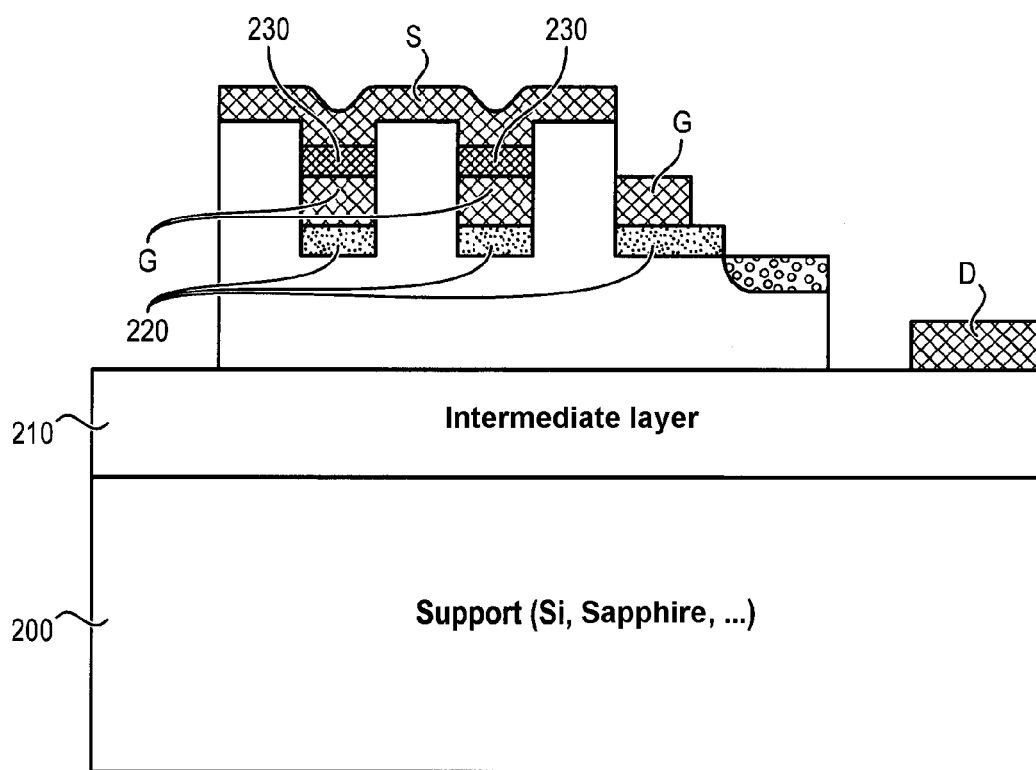 230
S
230
G
G
220
D
210
Intermediate layer
200
Support (Si, Sapphire, ...)